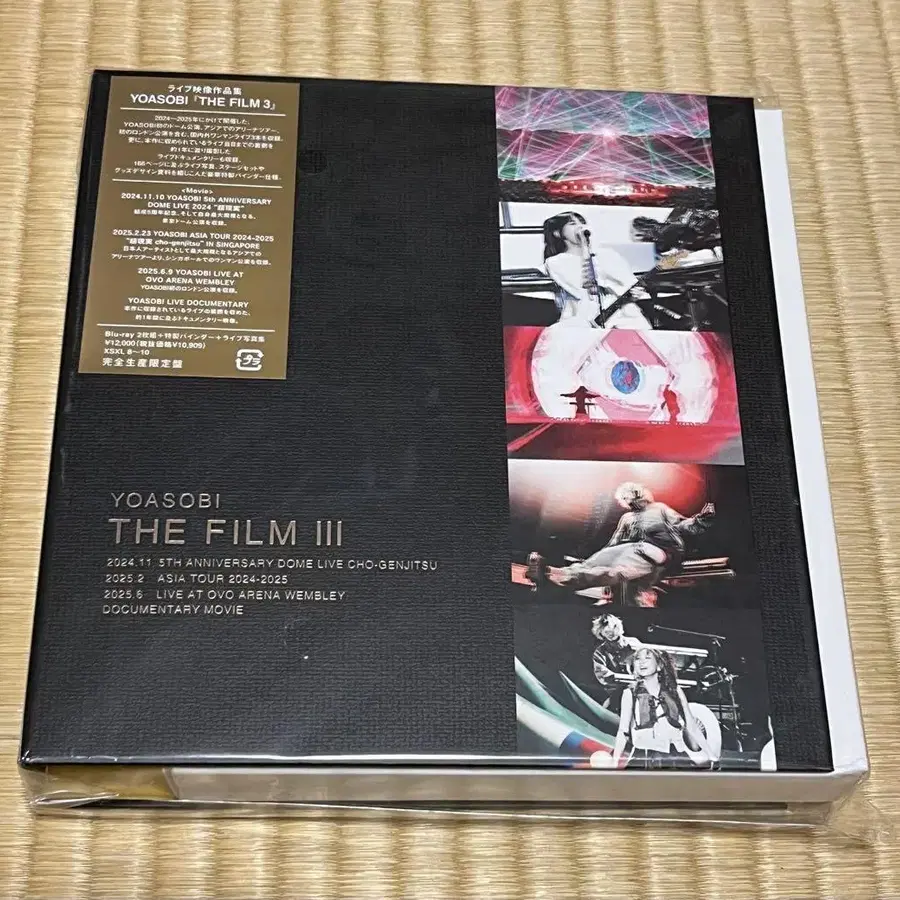 ライブ映像作品集
YOASOBI『THE FILM 3』
2024〜2025年にかけて開催した、
YOASOBI初のドーム公演、アジアでのアリーナツアー、
初のロンドン公演を含む、国内外ワンマンライブ3本を収録。
更に、本作に収められているライブ当日までの裏側を
約1年に渡り撮影した
ライブドキュメンタリーも収録。
168ページに及ぶライブ写真、ステージセットや
グッズデザイン資料を綴じこんだ豪華特製バインダー仕様。
<Movie>
2024.11.10 YOASOBI 5th ANNIVERSARY
DOME LIVE 2024 "超現実"
結成5周年記念、そして自身最大規模となる、
東京ドーム公演を収録。
2025.2.23 YOASOBI ASIA TOUR 2024-2025
"超現実 cho-genjitsu" IN SINGAPORE
日本人アーティストとして最大規模となるアジアでの
アリーナツアーより、シンガポールでのワンマン公演を収録。
2025.6.9 YOASOBI LIVE AT
OVO ARENA WEMBLEY
YOASOBI初のロンドン公演を収録。
YOASOBI LIVE DOCUMENTARY
本作に収録されているライブの裏側を収めた、
約1年間に及ぶドキュメンタリー映像。
Blu-ray 2枚組+特製バインダー+ライブ写真集
¥12,000(税抜価格¥10,909)
XSXL 8〜10
完全生産限定盤
YOASOBI
THE FILM III
2024.11 5TH ANNIVERSARY DOME LIVE CHO-GENJITSU
2025.2 ASIA TOUR 2024-2025
2025.6 LIVE AT OVO ARENA WEMBLEY
DOCUMENTARY MOVIE